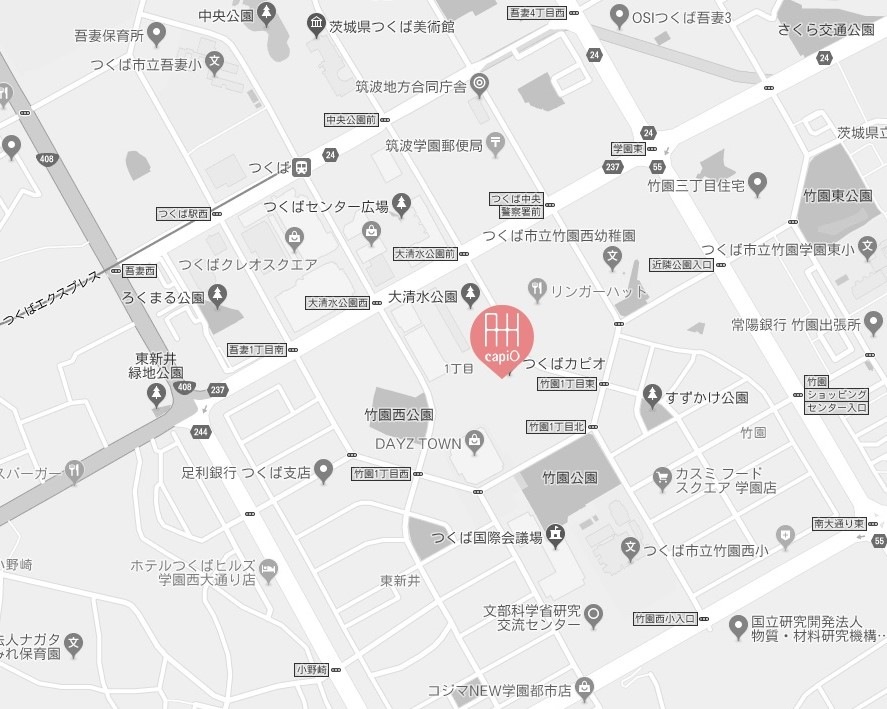 中央公園
吾妻4丁目西
OSIつくば吾妻3
茨城県つくば美術館
さくら交通公園
吾妻保育所
つくば市立吾妻小
24
24
筑波地方合同庁舎
中央公園前
筑波学園郵便局
24
学園東
茨城県立
408
つくば
24
237
55
竹園三丁目住宅
竹園東公園
つくば駅西
つくばセンター広場
つくば中央
警察署前
つくば市立竹園西幼稚園
つくば市立竹園学園東小
大清水公園前
近隣公園入口
つくばクレオスクエア
吾妻西
つくばエクスプレス
ろくまる公園
大清水公園西
大清水公園
リンガーハット
常陽銀行 竹園出張所
capiO
吾妻1丁目南
東新井
緑地公園
1丁目
つくばカピオ
竹園1丁目東
408
237
竹園
ショッピング
センター入口
すずかけ公園
竹園西公園
244
竹園1丁目北
竹園
DAYZ TOWN
スバーガー
足利銀行 つくば支店
竹園1丁目西
竹園公園
カスミ フード
スクエア 学園店
南大通り東
55
つくば国際会議場
つくば市立竹園西小
小野崎
ホテルつくばヒルズ
学園西大通り店
東新井
文部科学省研究
交流センター
竹園西小入口
国立研究開発法人
物質・材料研究機構…
法人ナガタ
みれ保育園
小野崎
コジマNEW学園都市店